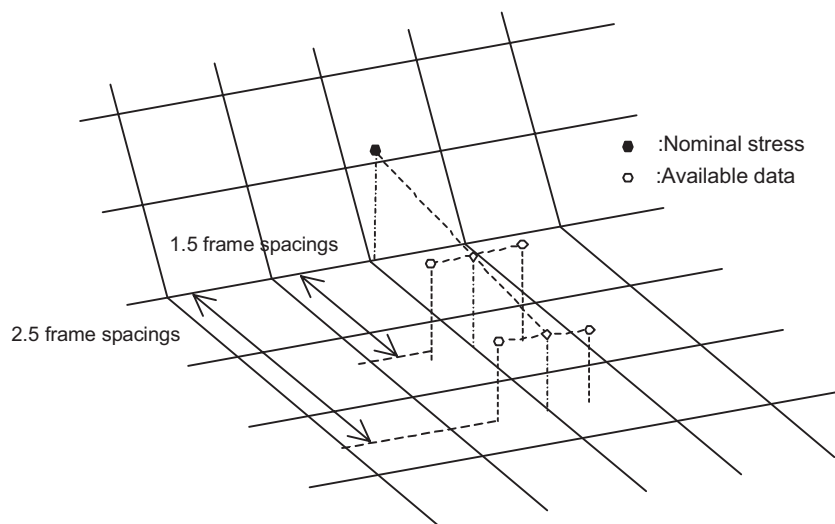 :Nominal stress
:Available data
1.5 frame spacings
2.5 frame spacings